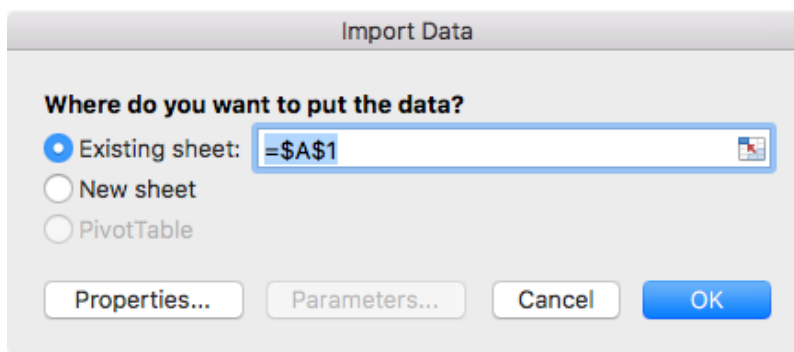 Import Data
Where do you want to put the data?
Existing sheet: =$A$1
New sheet
PivotTable
Properties... Parameters... Cancel OK